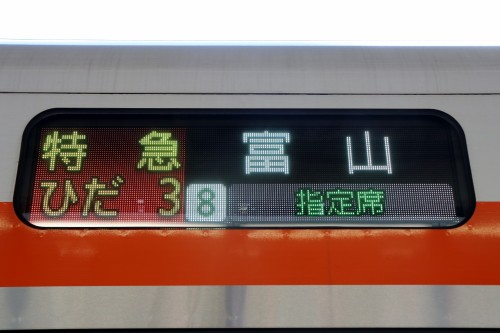 特急 富山
ひだ 3 8 指定席